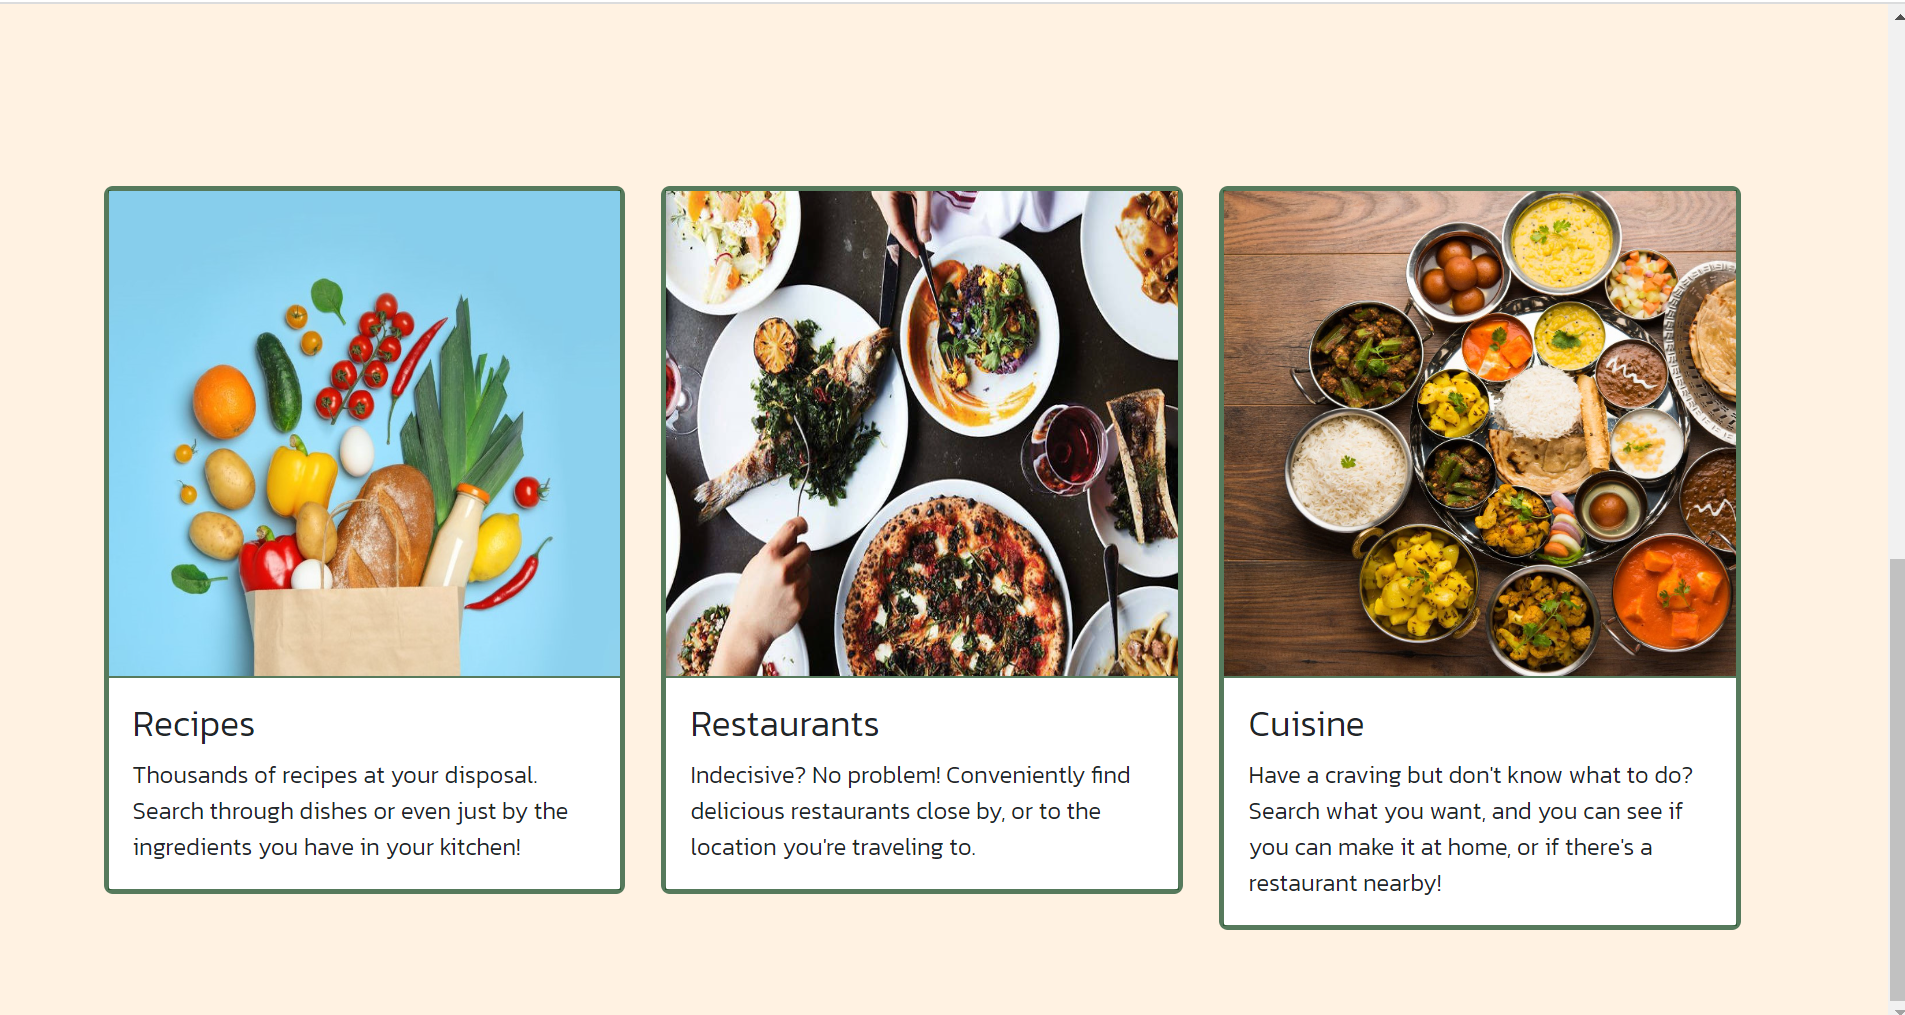 Recipes
Thousands of recipes at your disposal.
Search through dishes or even just by the
ingredients you have in your kitchen!
Restaurants
Indecisive? No problem! Conveniently find
delicious restaurants close by, or to the
location you're traveling to.
Cuisine
Have a craving but don't know what to do?
Search what you want, and you can see if
you can make it at home, or if there's a
restaurant nearby!